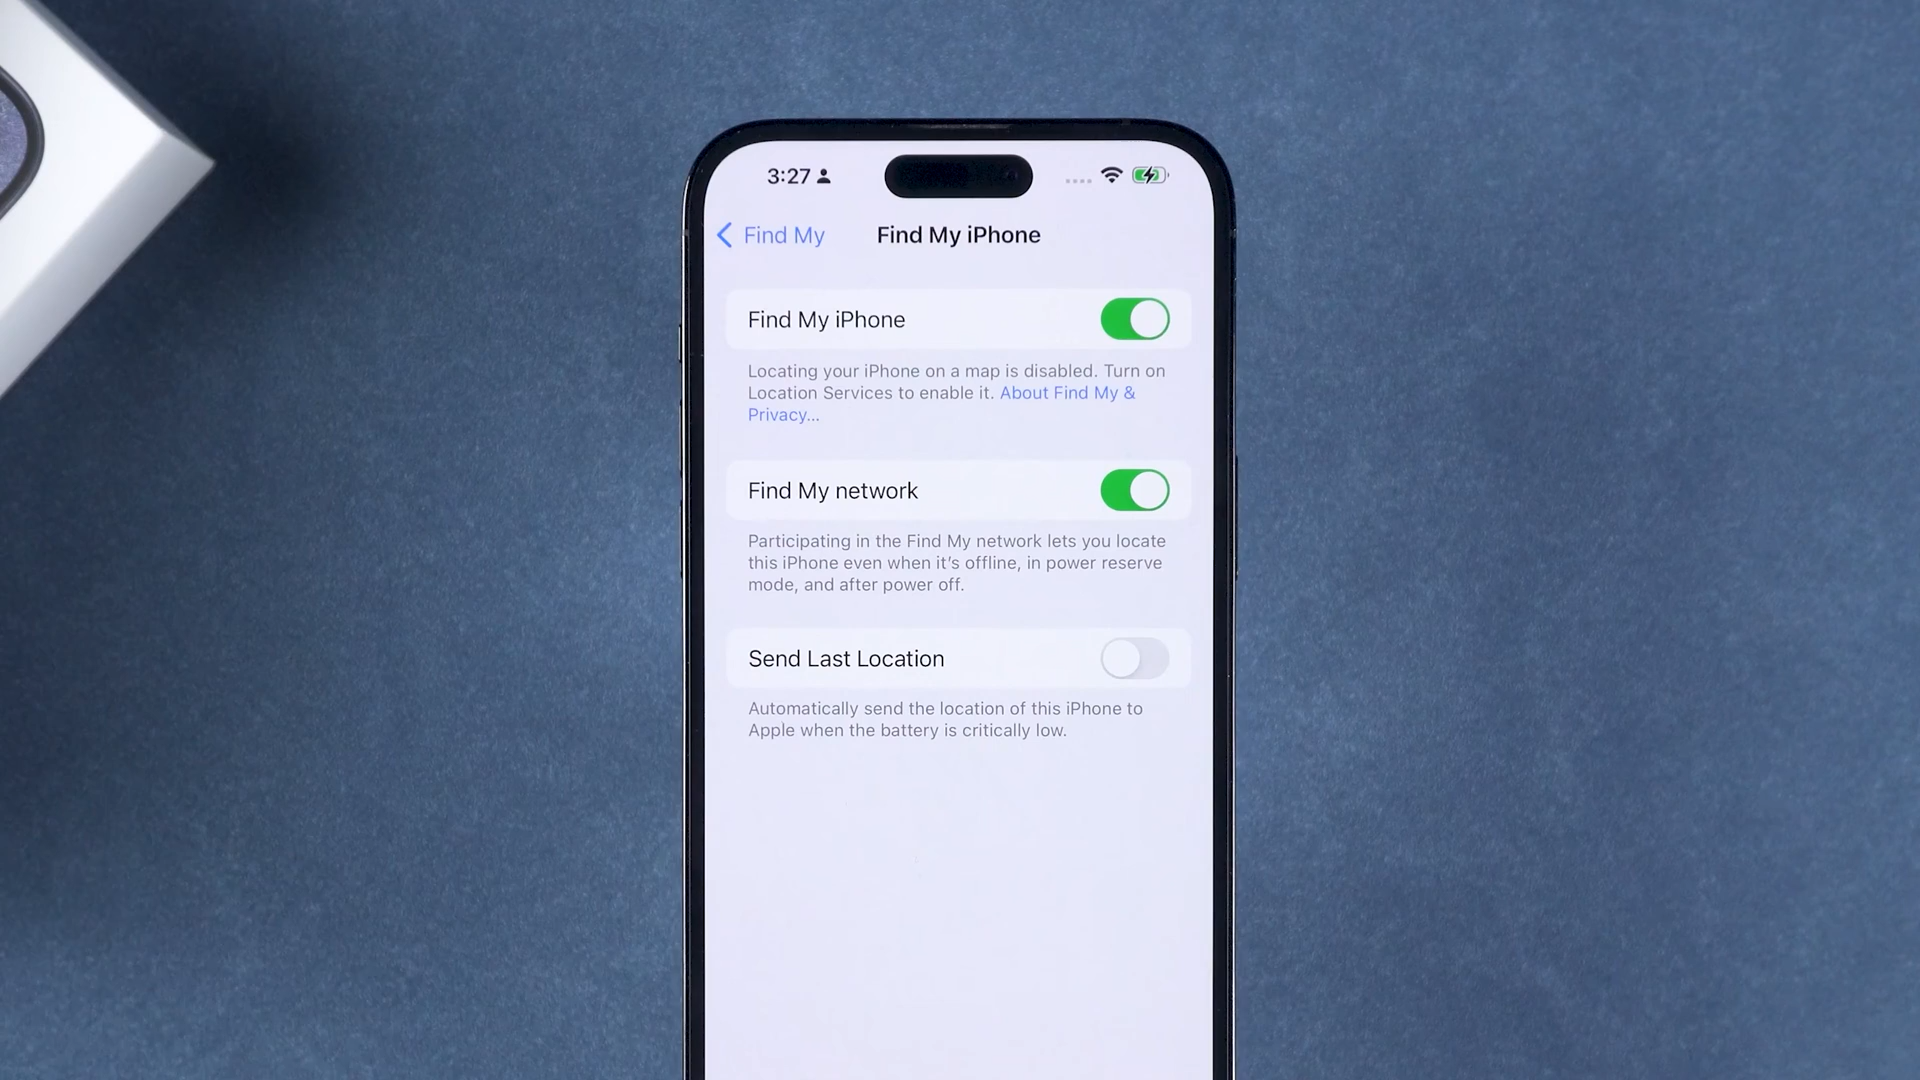 3:27
Find My
Find My iPhone
Find My iPhone
Locating your iPhone on a map is disabled. Turn on
Location Services to enable it. About Find My &
Privacy...
Find My network
Participating in the Find My network lets you locate
this iPhone even when it’s offline, in power reserve
mode, and after power off.
Send Last Location
Automatically send the location of this iPhone to
Apple when the battery is critically low.